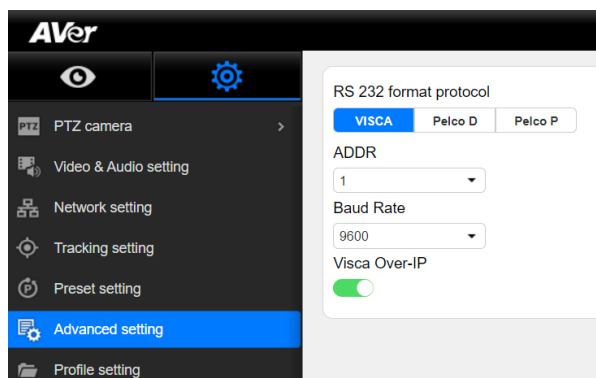 AVer
PTZ PTZ camera
Video & Audio setting
Network setting
Tracking setting
P Preset setting
Advanced setting
Profile setting
RS 232 format protocol
VISCA Pelco D Pelco P
ADDR
1
Baud Rate
9600
Visca Over-IP